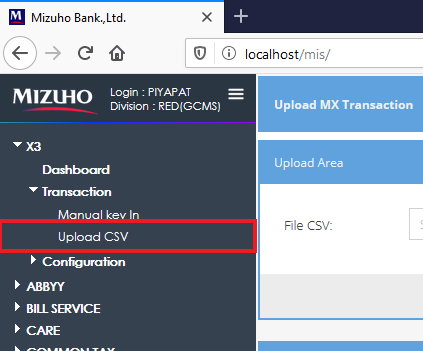 Mizuho Bank.,Ltd.
localhost/mis/
MIZUHO
Login : PIYAPAT
Division : RED(GCMS)
X3
Dashboard
Transaction
Manual key In
Upload CSV
Configuration
ABBYY
BILL SERVICE
CARE
COMMON TAX
Upload MX Transaction
Upload Area
File CSV: